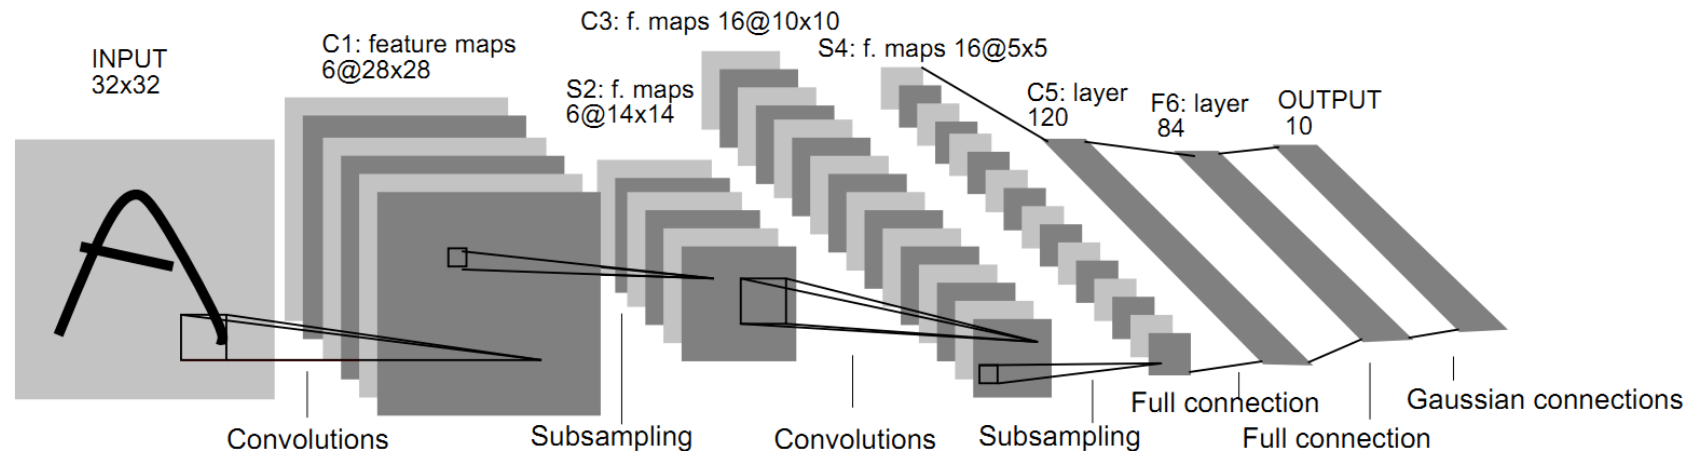 INPUT
32x32
C1: feature maps
6@28x28
C3: f. maps 16@10x10
S2: f. maps
6@14x14
S4: f. maps 16@5x5
C5: layer
120
F6: layer
84
OUTPUT
10
Convolutions
Subsampling
Convolutions
Subsampling
Full connection
Full connection
Gaussian connections